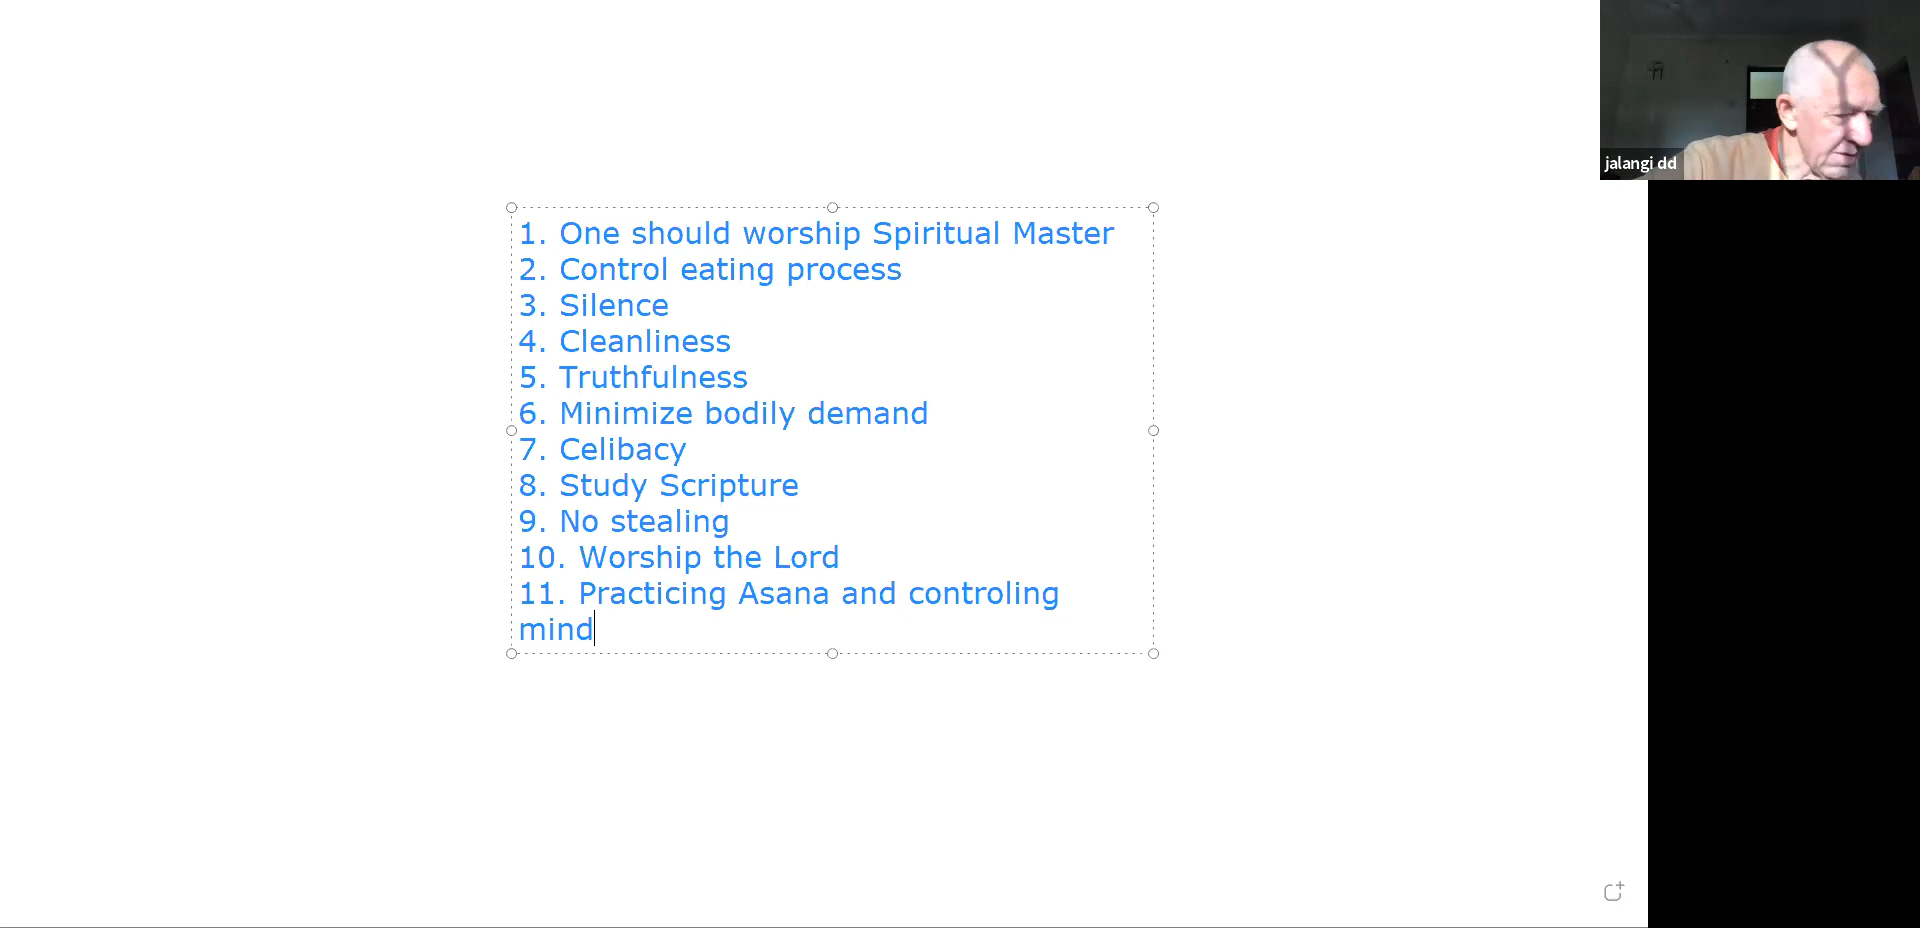 jalangi dd
1. One should worship Spiritual Master
2. Control eating process
3. Silence
4. Cleanliness
5. Truthfulness
6. Minimize bodily demand
7. Celibacy
8. Study Scripture
9. No stealing
10. Worship the Lord
11. Practicing Asana and controling
mind